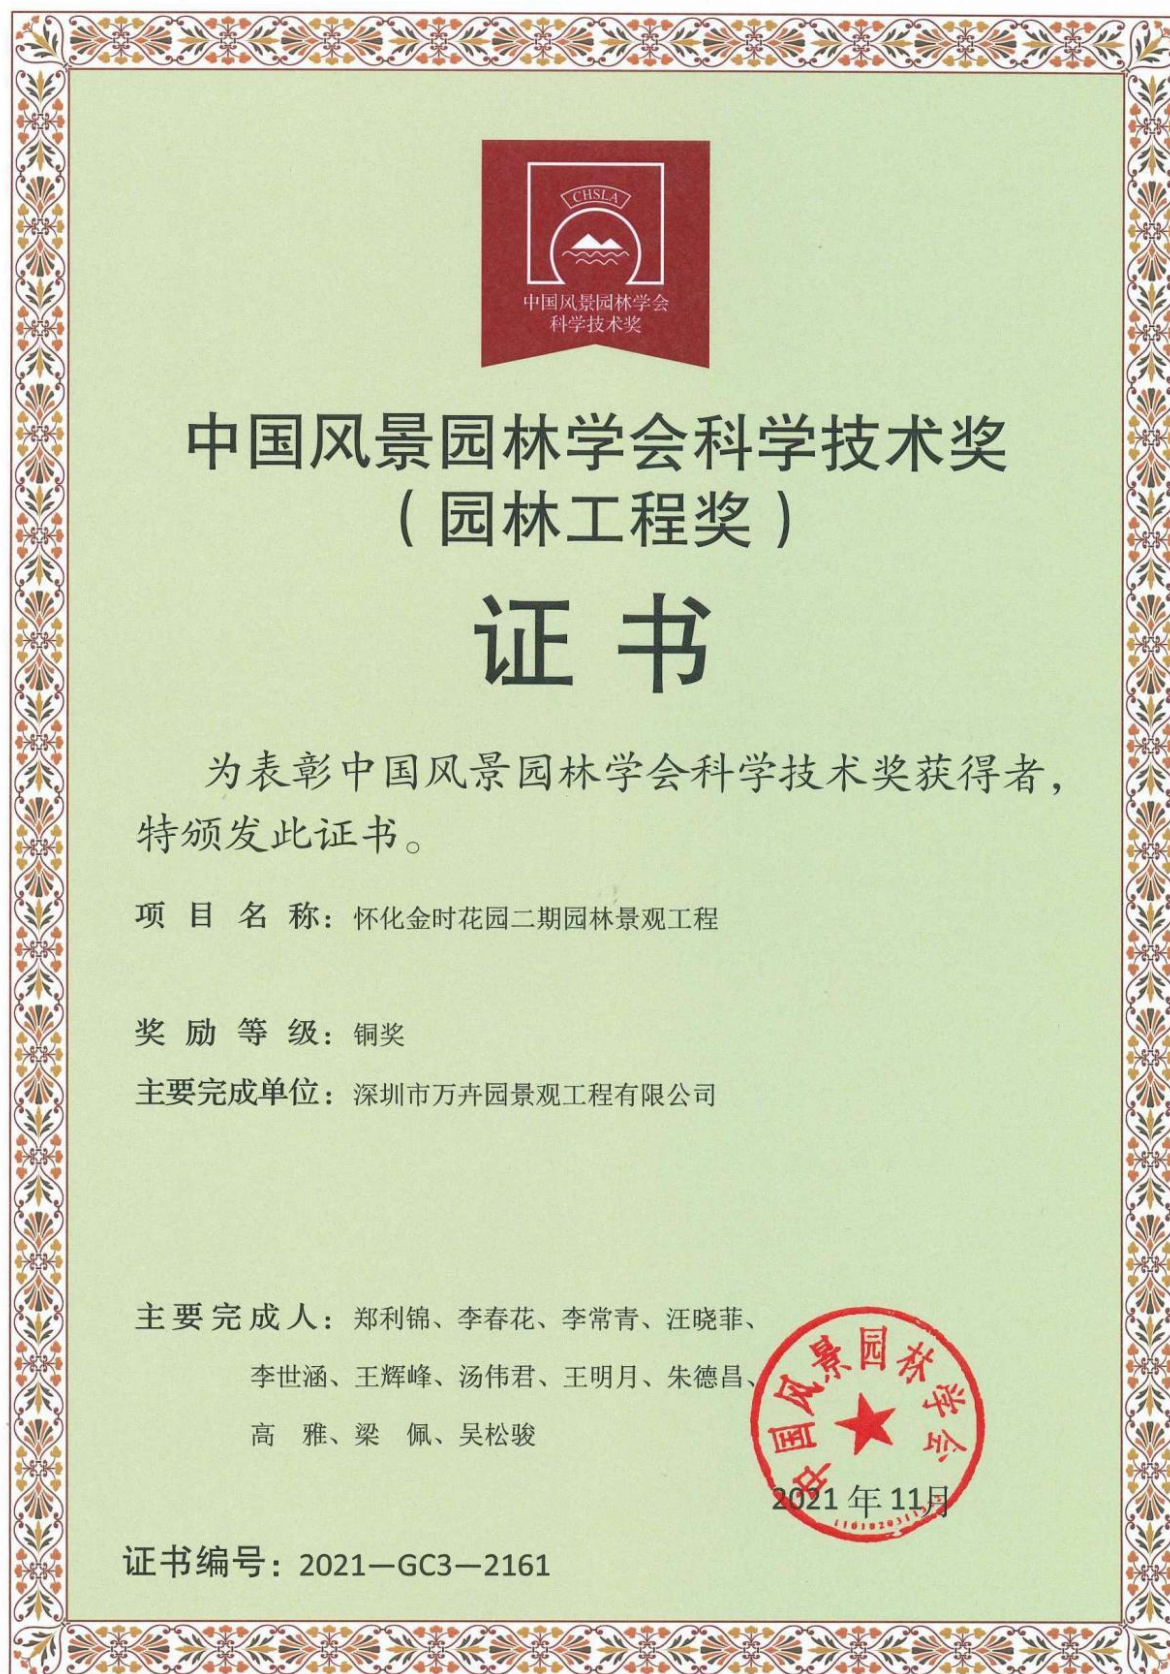 CHSLA
中国风景园林学会
科学技术奖
中国风景园林学会科学技术奖
（园林工程奖）
证书
为表彰中国风景园林学会科学技术奖获得者，
特颁发此证书。
项目名称：怀化金时花园二期园林景观工程
奖励等级：铜奖
主要完成单位：深圳市万卉园景观工程有限公司
主要完成人：郑利锦、李春花、李常青、汪晓菲、
李世涵、王辉峰、汤伟君、王明月、朱德昌、
高　雅、梁　佩、吴松骏
中国风景园林学会
2021年11月
证书编号：2021—GC3—2161